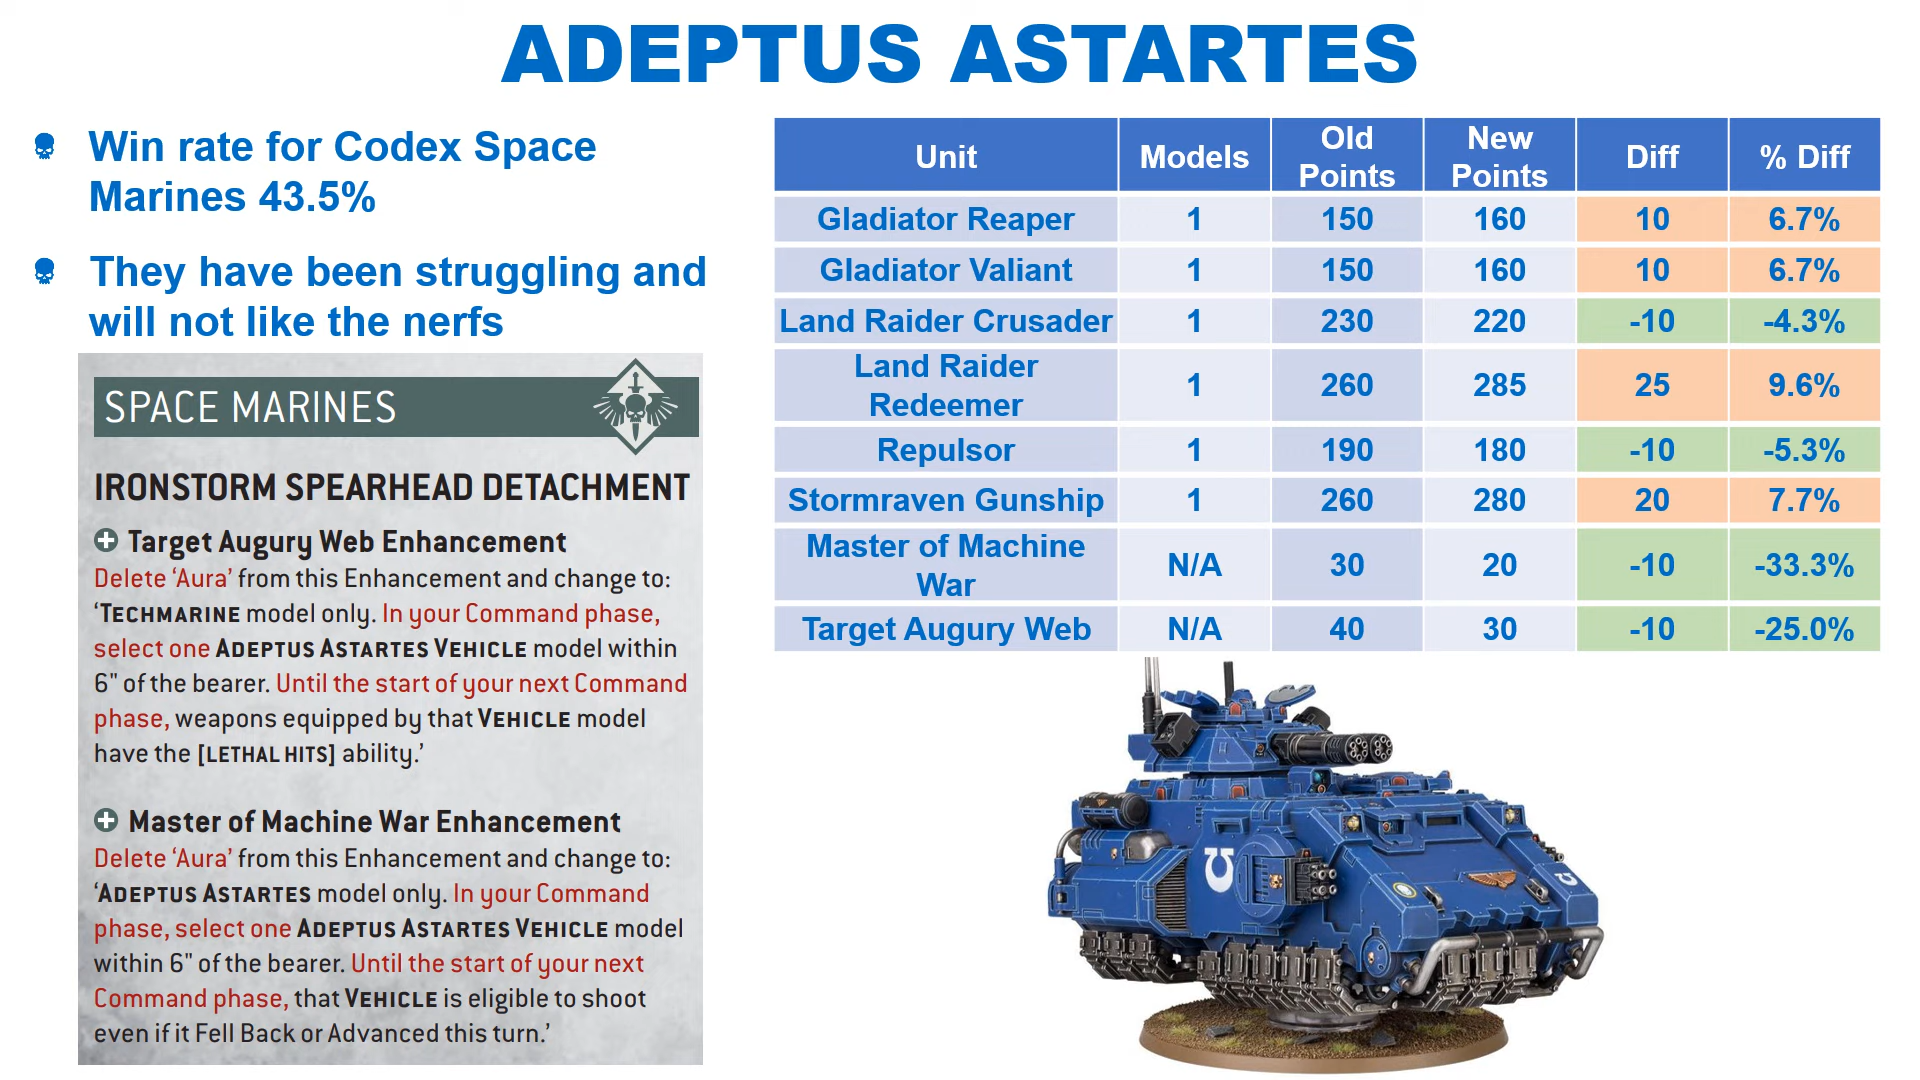 ADEPTUS ASTARTES
Win rate for Codex Space
Marines 43.5%
They have been struggling and
will not like the nerfs
SPACE MARINES
IRONSTORM SPEARHEAD DETACHMENT
Target Augury Web Enhancement
Delete ‘Aura’ from this Enhancement and change to:
‘TECHMARINE model only. In your Command phase,
select one ADEPTUS ASTARTES VEHICLE model within
6" of the bearer. Until the start of your next Command
phase, weapons equipped by that VEHICLE model
have the [LETHAL HITS] ability.’
Master of Machine War Enhancement
Delete ‘Aura’ from this Enhancement and change to:
‘ADEPTUS ASTARTES model only. In your Command
phase, select one ADEPTUS ASTARTES VEHICLE model
within 6" of the bearer. Until the start of your next
Command phase, that VEHICLE is eligible to shoot
even if it Fell Back or Advanced this turn.’
Unit Models Old Points New Points Diff % Diff
Gladiator Reaper 1 150 160 10 6.7%
Gladiator Valiant 1 150 160 10 6.7%
Land Raider Crusader 1 230 220 -10 -4.3%
Land Raider Redeemer 1 260 285 25 9.6%
Repulsor 1 190 180 -10 -5.3%
Stormraven Gunship 1 260 280 20 7.7%
Master of Machine War N/A 30 20 -10 -33.3%
Target Augury Web N/A 40 30 -10 -25.0%